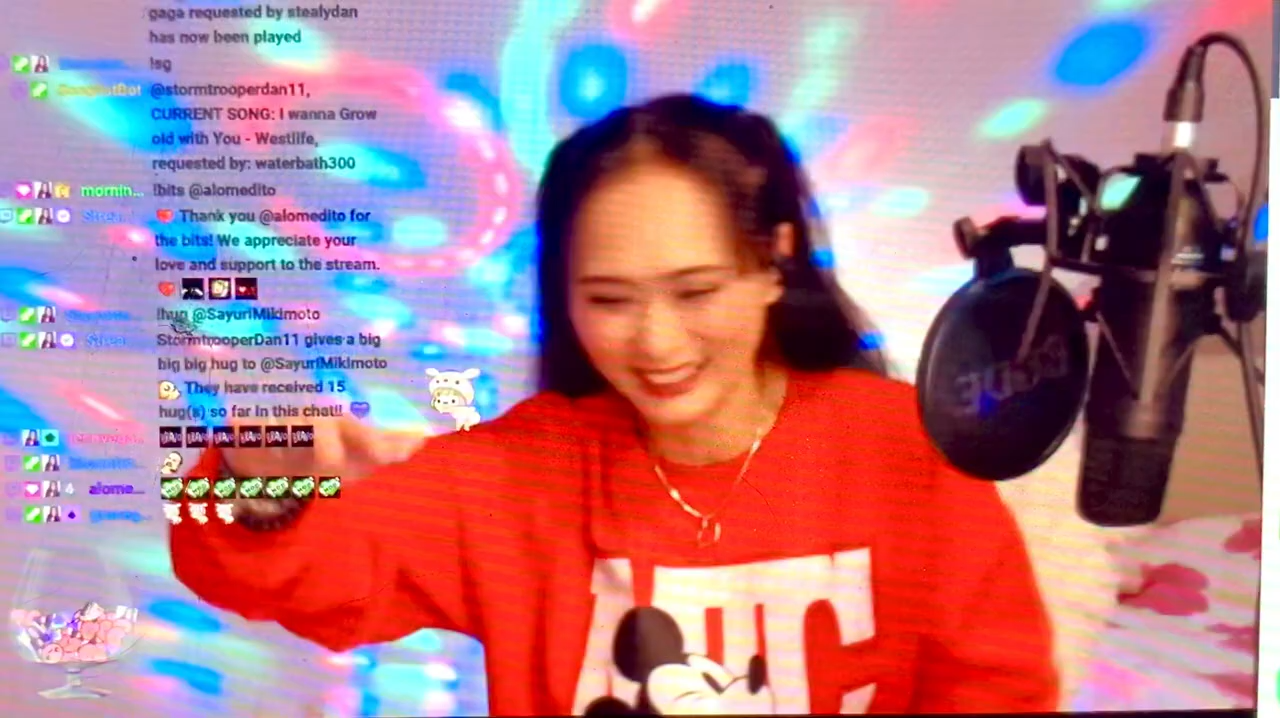 gaga requested by stealydan
has now been played
!sg
@stormtrooperdan11,
CURRENT SONG: I wanna Grow
old with You - Westlife,
requested by: waterbath300
mornin... !bits @alomedito
Thank you @alomedito for
the bits! We appreciate your
love and support to the stream.
!hug @SayuriMikimoto
StormtrooperDan11 gives a big
big big hug to @SayuriMikimoto
They have received 15
hug(s) so far in this chat!!
4 alome...